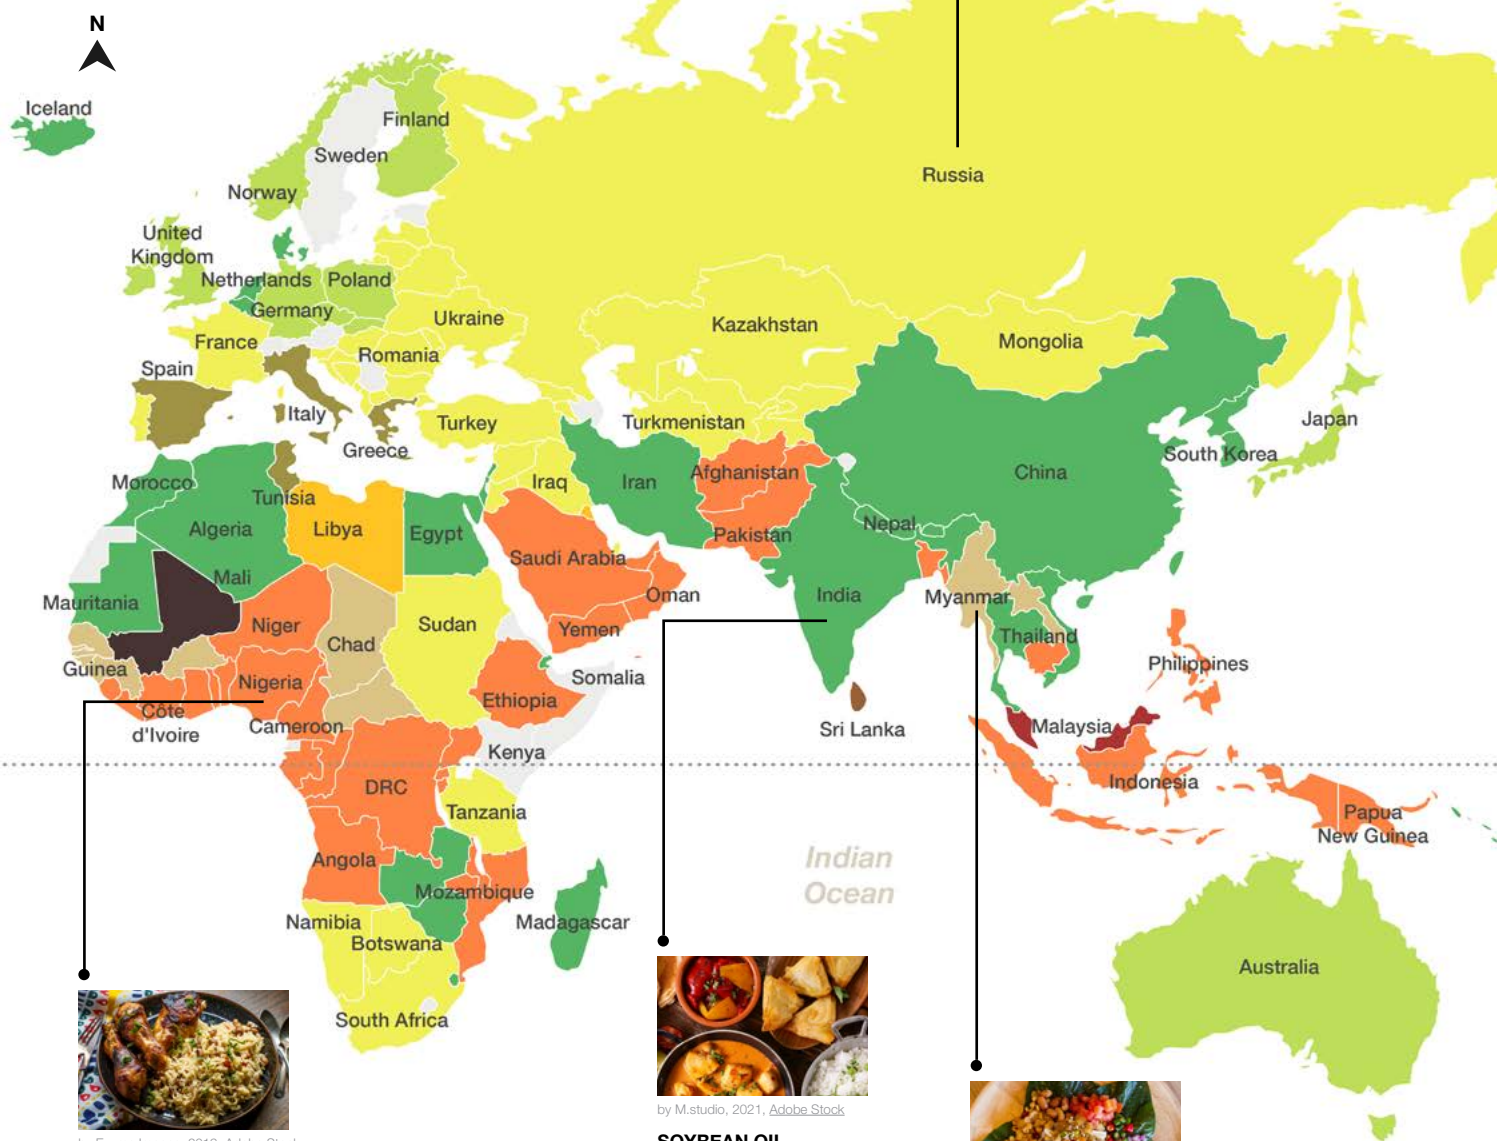 N
Iceland
Finland
Sweden
Russia
Norway
United
Kingdom
Netherlands
Poland
Germany
Ukraine
Kazakhstan
France
Mongolia
Romania
Spain
Italy
Turkey
Turkmenistan
Japan
Greece
South Korea
Morocco
Tunisia
Iraq
Iran
Afghanistan
China
Algeria
Libya
Egypt
Pakistan
Nepal
Saudi Arabia
Mali
Mauritania
Oman
India
Myanmar
Niger
Sudan
Yemen
Chad
Thailand
Guinea
Nigeria
Somalia
Philippines
Ethiopia
Côte
d'Ivoire
Cameroon
Sri Lanka
Malaysia
Kenya
DRC
Indonesia
Tanzania
Papua
New Guinea
Angola
Indian
Ocean
Mozambique
Namibia
Madagascar
Botswana
Australia
South Africa
by M.studio, 2021, Adobe Stock
SOYBEAN OIL